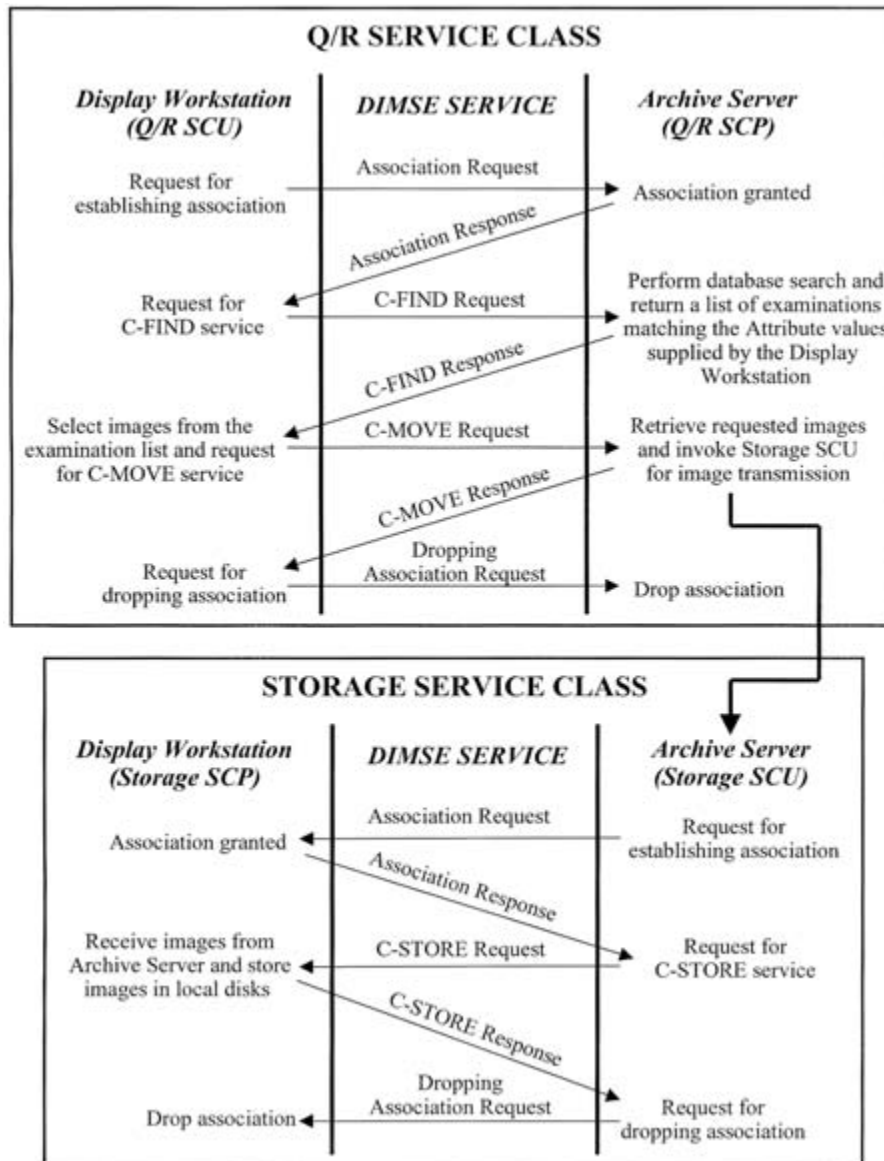 Q/R SERVICE CLASS
Display Workstation
(Q/R SCU)
DIMSE SERVICE
Archive Server
(Q/R SCP)
Request for
establishing association
Association Request
Association granted
Association Response
Request for
C-FIND service
C-FIND Request
Perform database search and
return a list of examinations
matching the Attribute values
supplied by the Display
Workstation
C-FIND Response
Select images from the
examination list and request
for C-MOVE service
C-MOVE Request
Retrieve requested images
and invoke Storage SCU
for image transmission
C-MOVE Response
Request for
dropping association
Dropping
Association Request
Drop association
STORAGE SERVICE CLASS
Display Workstation
(Storage SCP)
DIMSE SERVICE
Archive Server
(Storage SCU)
Association granted
Association Request
Request for
establishing association
Association Response
Receive images from
Archive Server and store
images in local disks
C-STORE Request
Request for
C-STORE service
C-STORE Response
Drop association
Dropping
Association Request
Request for
dropping association